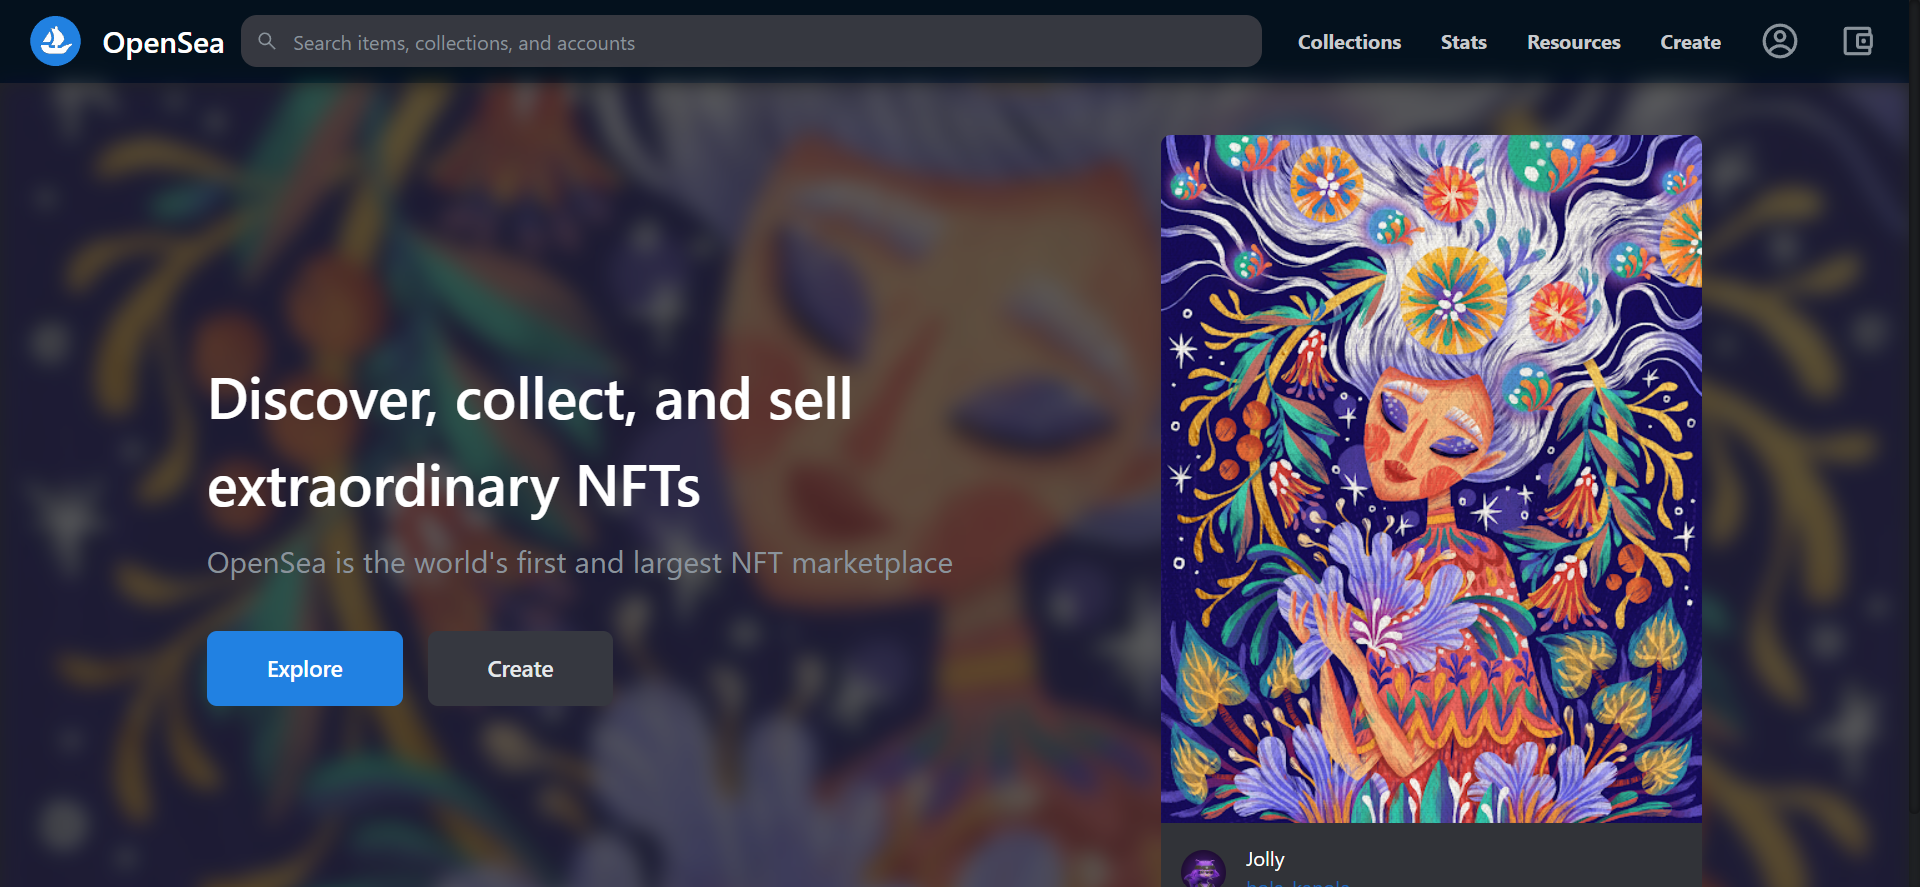 OpenSea
Search items, collections, and accounts
Collections
Stats
Resources
Create
Discover, collect, and sell
extraordinary NFTs
OpenSea is the world's first and largest NFT marketplace
Explore
Create
Jolly